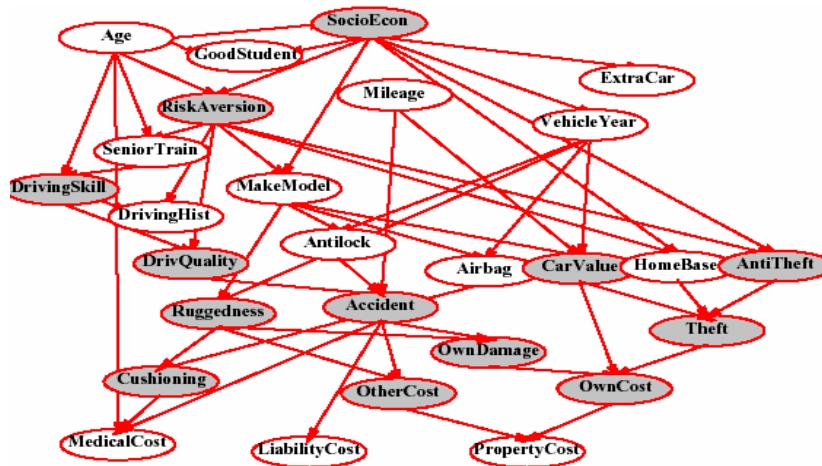 SocioEcon
Age
GoodStudent
ExtraCar
Mileage
RiskAversion
VehicleYear
SeniorTrain
DrivingSkill
MakeModel
DrivingHist
Antilock
DrivQuality
Airbag
CarValue
HomeBase
AntiTheft
Ruggedness
Accident
Theft
OwnDamage
Cushioning
OtherCost
OwnCost
MedicalCost
LiabilityCost
PropertyCost